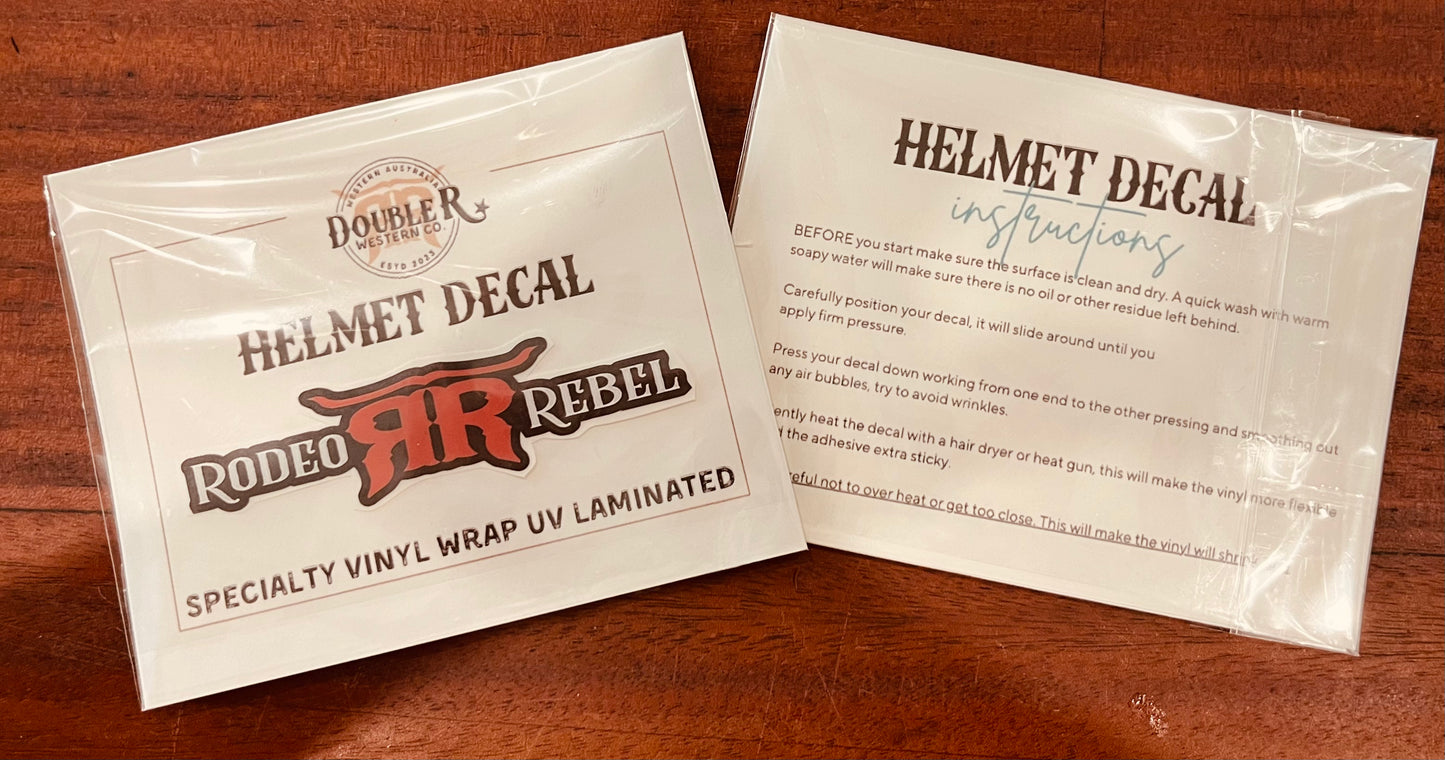 WESTERN AUSTRALIA
DOUBLE R
WESTERN CO.
ESTD 2023
HELMET DECAL
RODEO RR REBEL
SPECIALTY VINYL WRAP UV LAMINATED
HELMET DECAL
instructions
BEFORE you start make sure the surface is clean and dry. A quick wash with warm
soapy water will make sure there is no oil or other residue left behind.
Carefully position your decal, it will slide around until you
apply firm pressure.
Press your decal down working from one end to the other pressing and smoothing out
any air bubbles, try to avoid wrinkles.
ently heat the decal with a hair dryer or heat gun, this will make the vinyl more flexible
the adhesive extra sticky.
reful not to over heat or get too close. This will make the vinyl will shrink